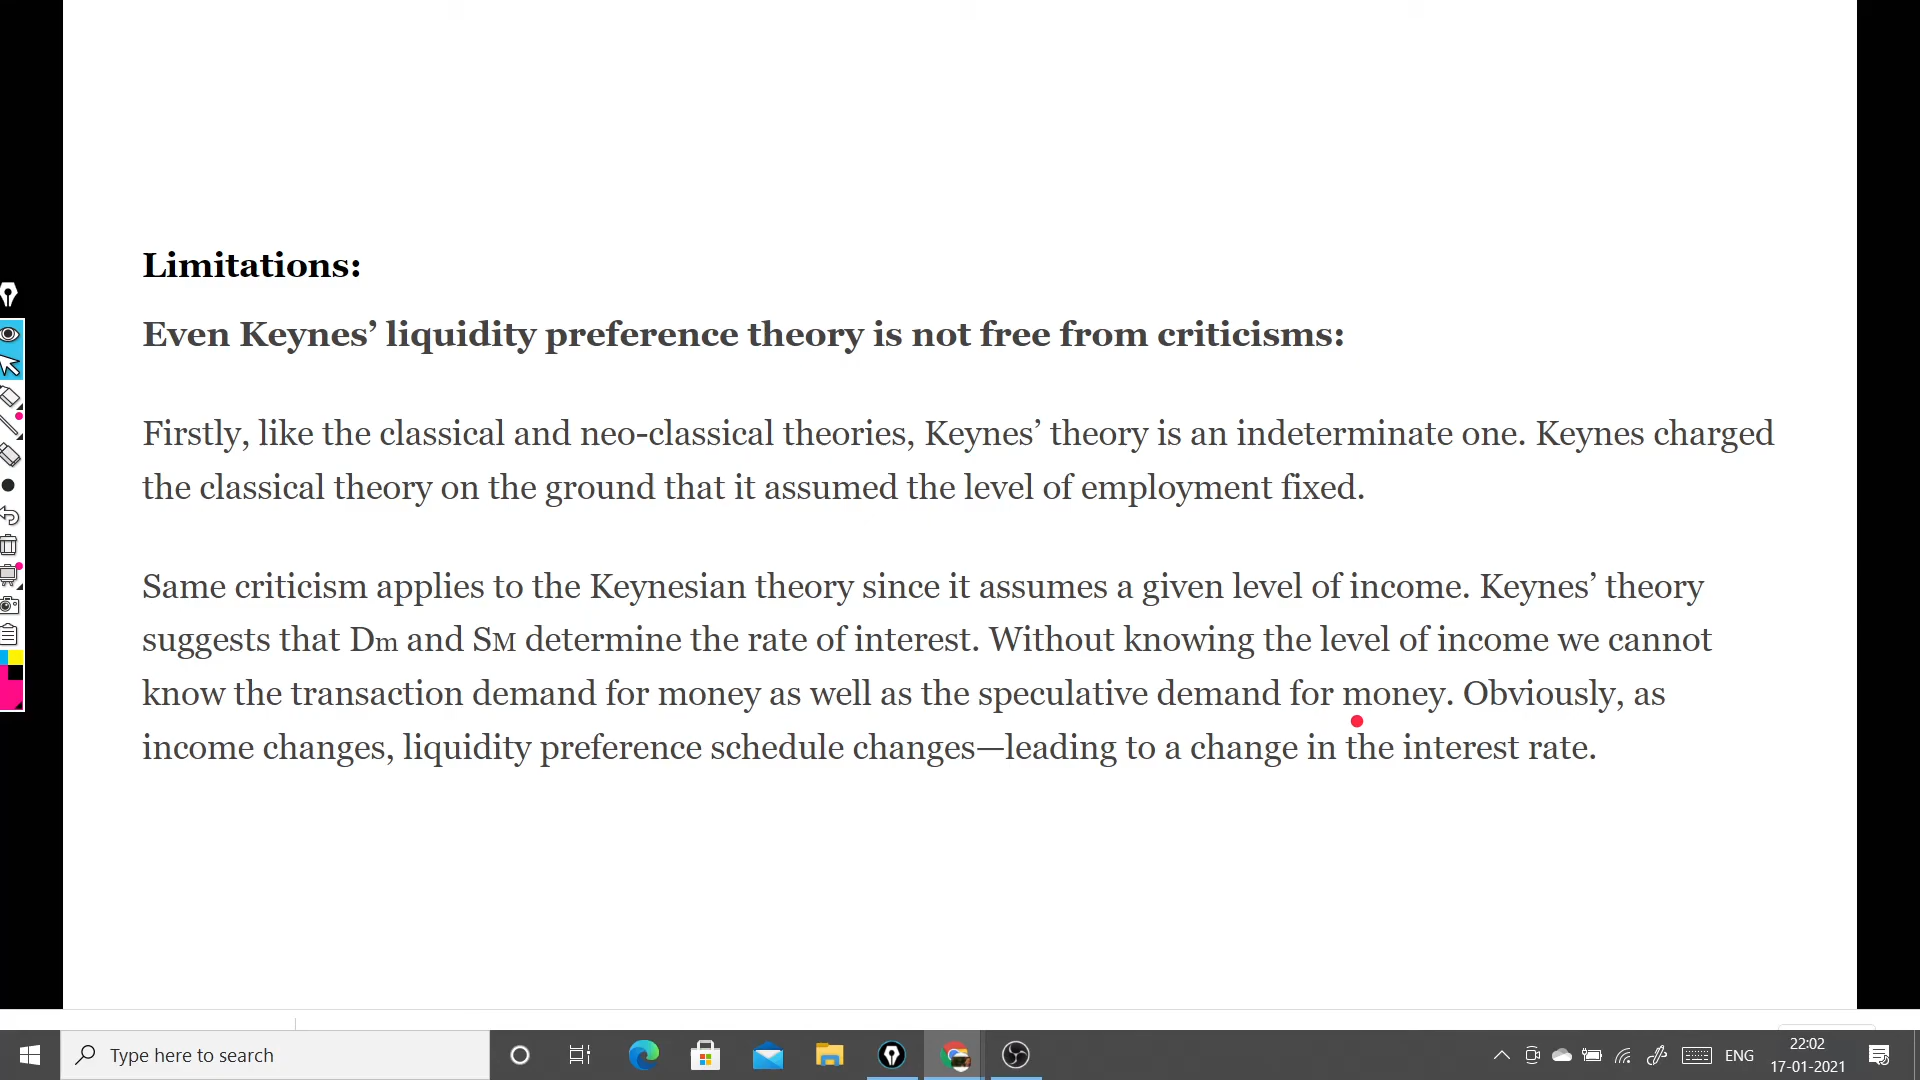 Limitations:
Even Keynes’ liquidity preference theory is not free from criticisms:
Firstly, like the classical and neo-classical theories, Keynes’ theory is an indeterminate one. Keynes charged
the classical theory on the ground that it assumed the level of employment fixed.
Same criticism applies to the Keynesian theory since it assumes a given level of income. Keynes’ theory
suggests that Dm and SM determine the rate of interest. Without knowing the level of income we cannot
know the transaction demand for money as well as the speculative demand for money. Obviously, as
income changes, liquidity preference schedule changes—leading to a change in the interest rate.
Type here to search
ENG
22:02
17-01-2021